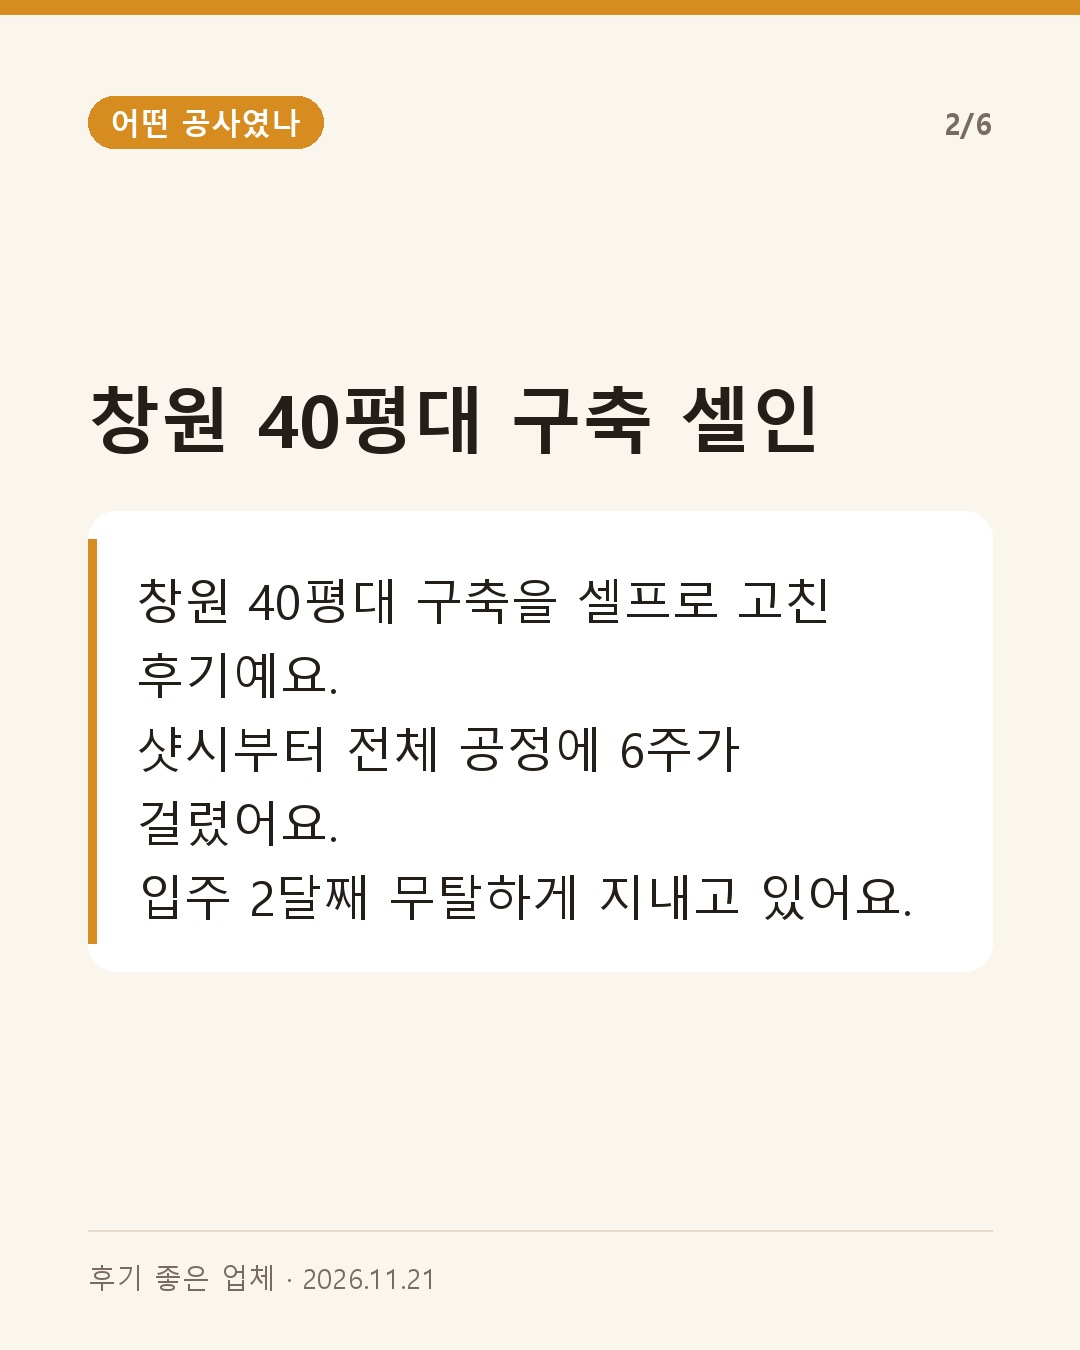 어떤 공사였나
2/6
창원 40평대 구축 셀인
창원 40평대 구축을 셀프로 고친
후기예요.
샷시부터 전체 공정에 6주가
걸렸어요.
입주 2달째 무탈하게 지내고 있어요.
후기 좋은 업체 · 2026.11.21